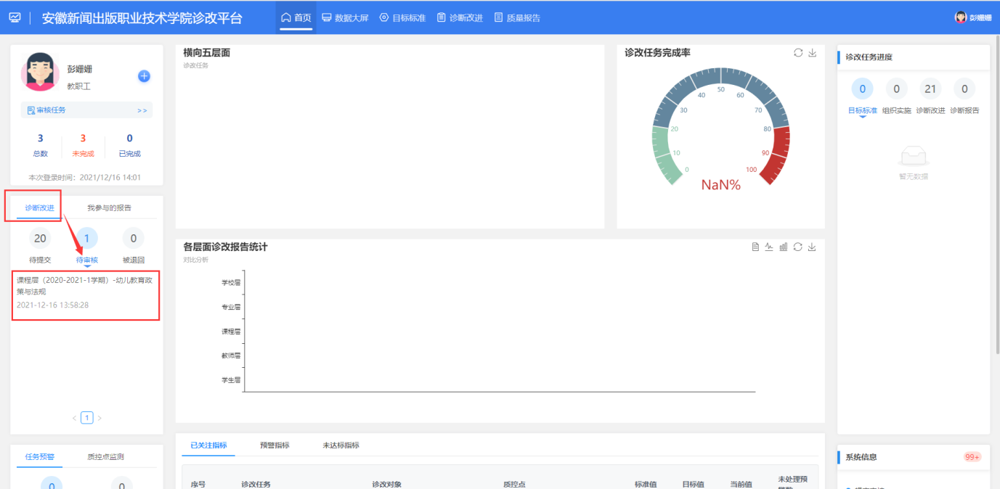 安徽新闻出版职业技术学院诊改平台
首页
数据大屏
目标标准
诊断改进
质量报告
彭姗姗
彭姗姗
教职工
审核任务
>>
3
3
0
总数
未完成
已完成
本次登录时间：2021/12/16 14:01
诊断改进
我参与的报告
20
1
0
待提交
待审核
被退回
课程层（2020-2021-1学期）-幼儿教育政
策与法规
2021-12-16 13:58:28
< 1 >
任务预警
质控点监测
0
0
横向五层面
诊改任务
诊改任务完成率
0
10
20
30
40
50
60
70
80
90
100
NaN%
各层面诊改报告统计
对比分析
学校层
专业层
课程层
教师层
学生层
已关注指标
预警指标
未达标指标
序号
诊改任务
诊改对象
质控点
标准值
目标值
当前值
未处理预
诊改任务进度
0
0
21
0
目标标准
组织实施
诊断改进
诊断报告
暂无数据
系统信息
99+